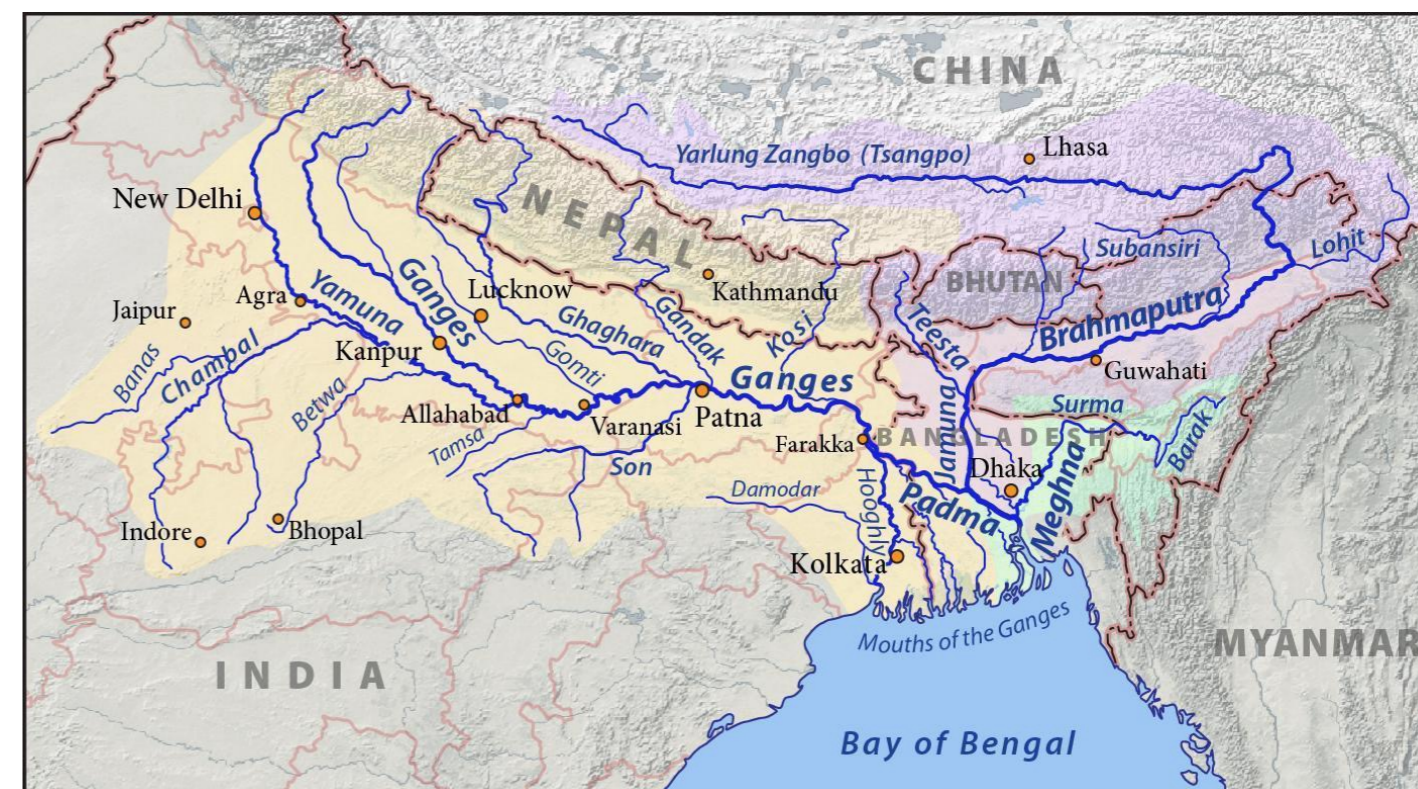 CHINA
Yarlung Zangbo (Tsangpo)
Lhasa
New Delhi
NEPAL
Subansiri
Lohit
BHUTAN
Kathmandu
Agra
Yamuna
Ganges
Lucknow
Ghaghara
Gandak
Kosi
Teesta
Brahmaputra
Jaipur
Banas
Chambal
Kanpur
Gomti
Ganges
Guwahati
Betwa
Allahabad
Varanasi
Patna
Surma
Tamsa
Son
Farakka
BANGLADESH
Jamuna
Dhaka
Meghna
Barak
Damodar
Hooghly
Padma
Indore
Bhopal
Kolkata
Mouths of the Ganges
INDIA
MYANMAR
Bay of Bengal